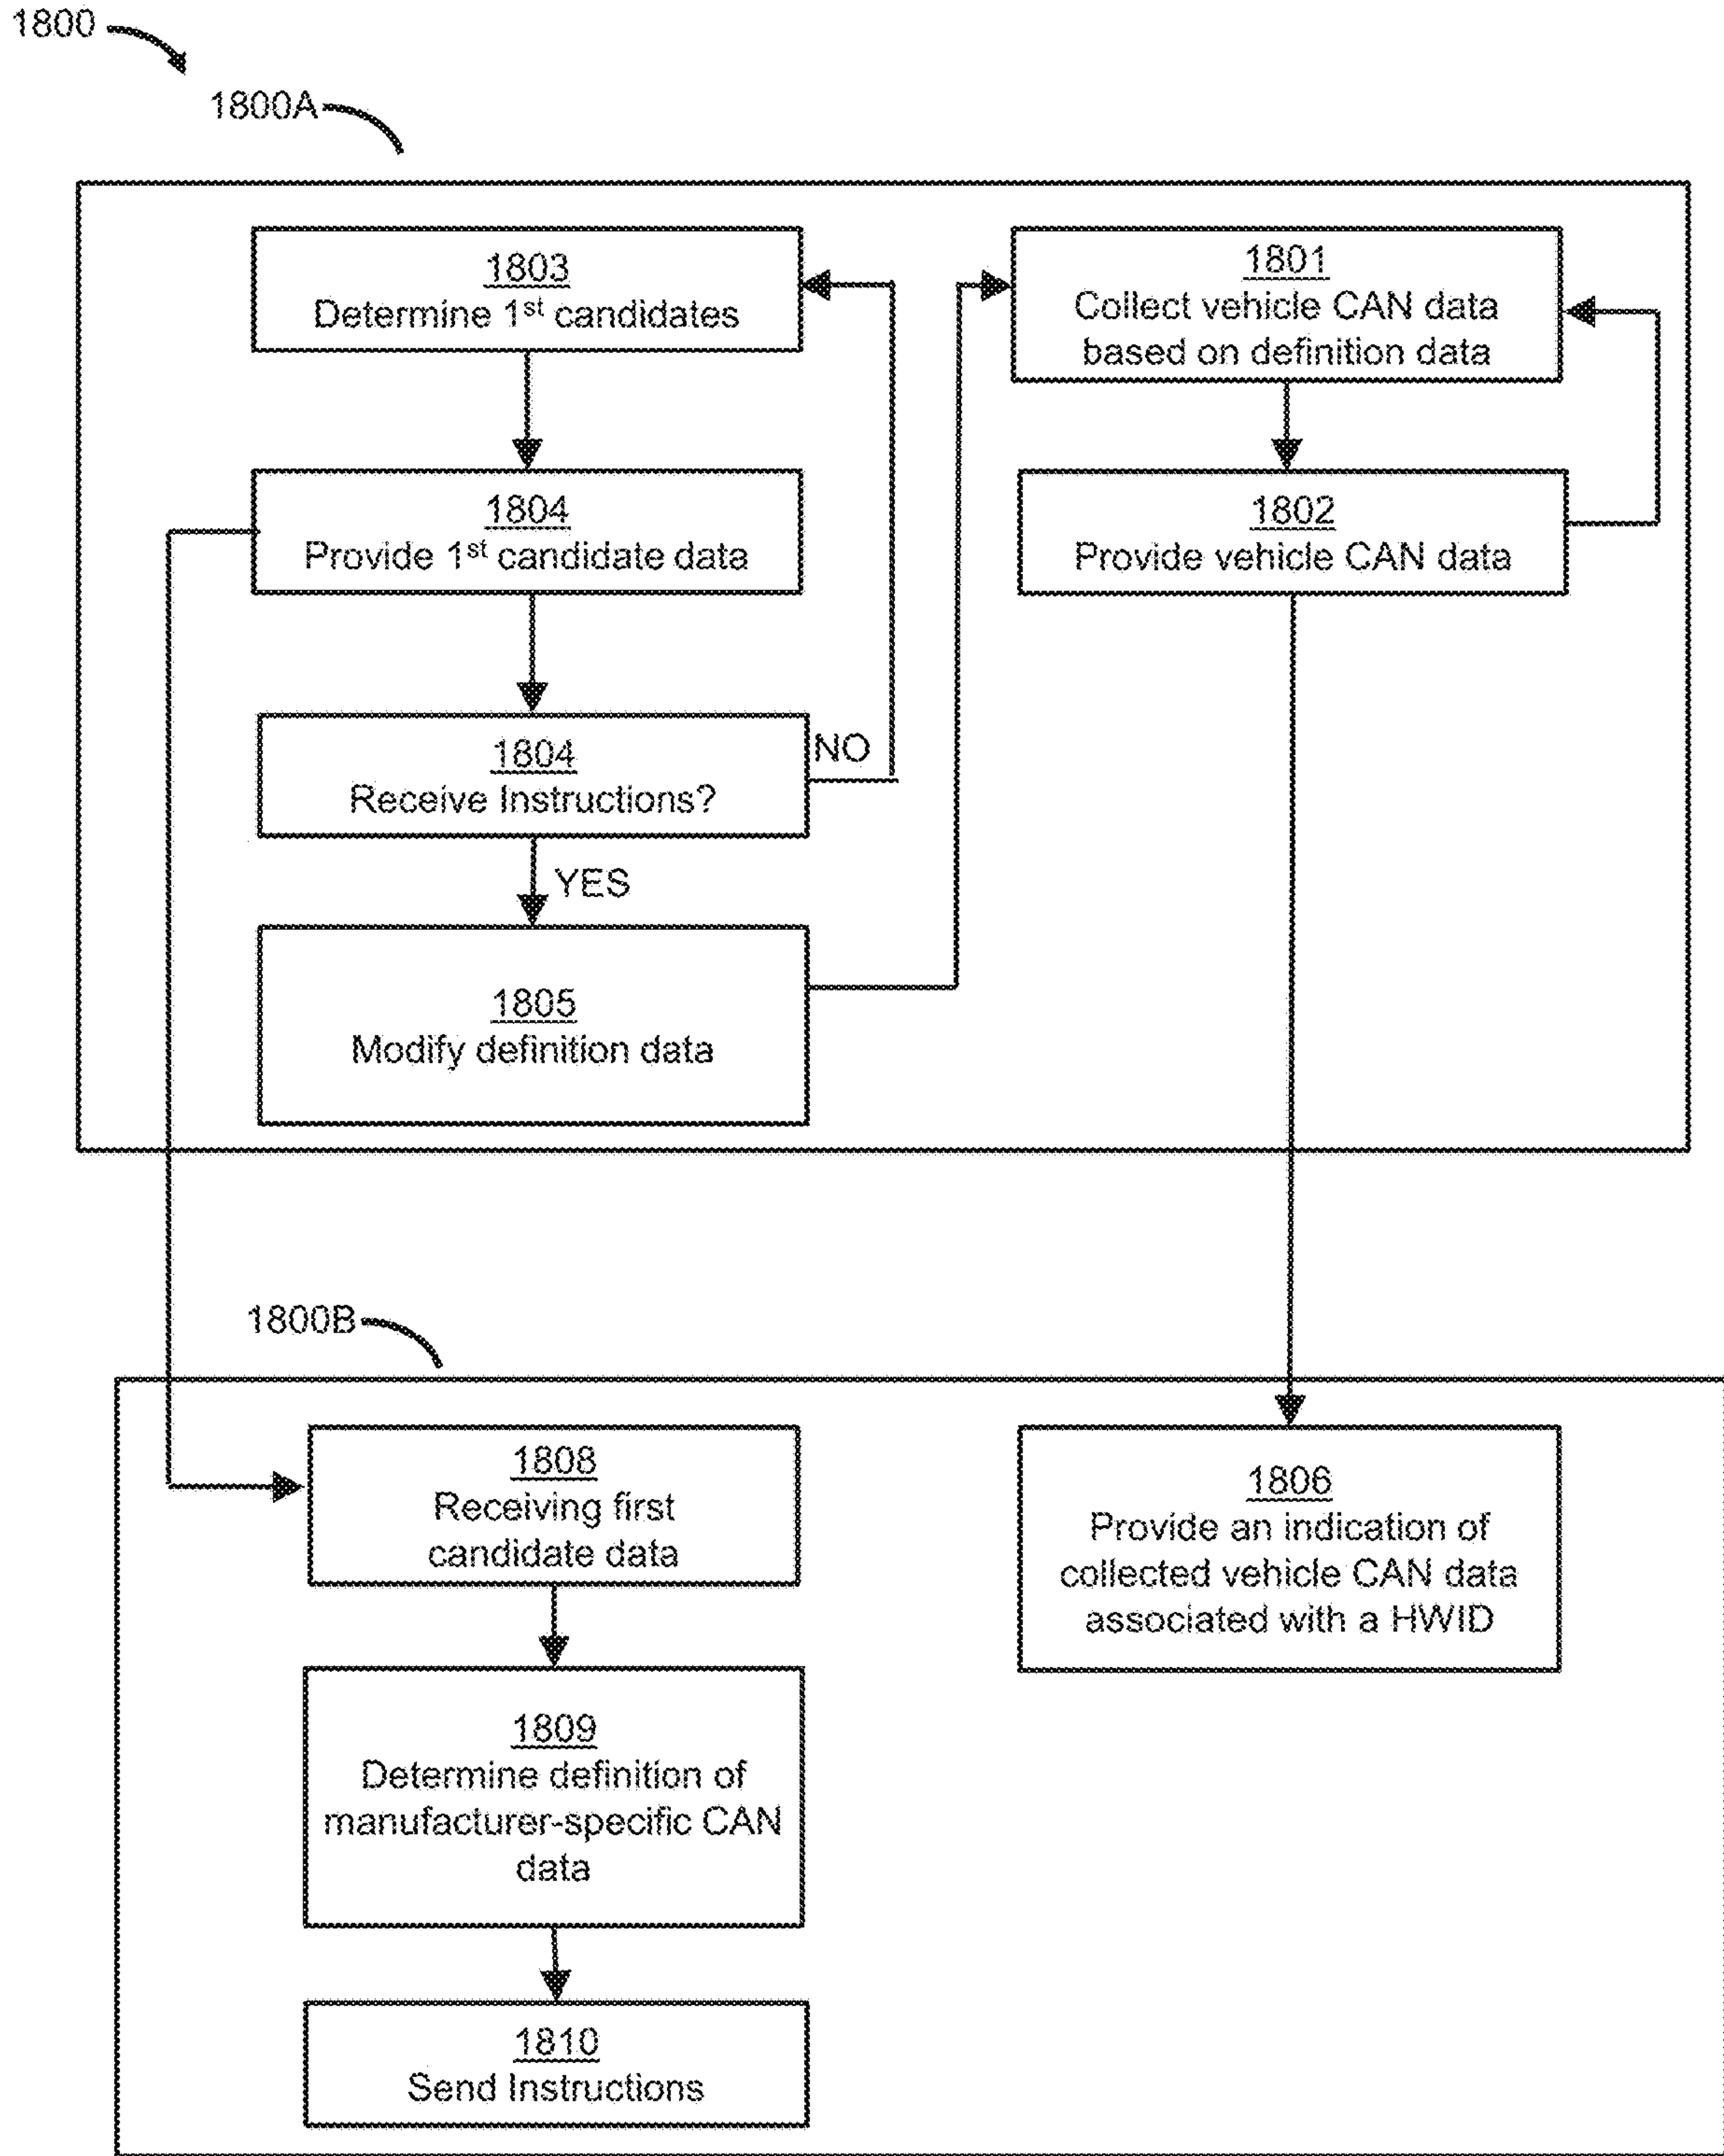 1800
1800A
1803
Determine 1st candidates
1804
Provide 1st candidate data
1804
Receive Instructions?
NO
YES
1805
Modify definition data
1801
Collect vehicle CAN data
based on definition data
1802
Provide vehicle CAN data
1800B
1808
Receiving first
candidate data
1809
Determine definition of
manufacturer-specific CAN
data
1810
Send Instructions
1806
Provide an indication of
collected vehicle CAN data
associated with a HWID